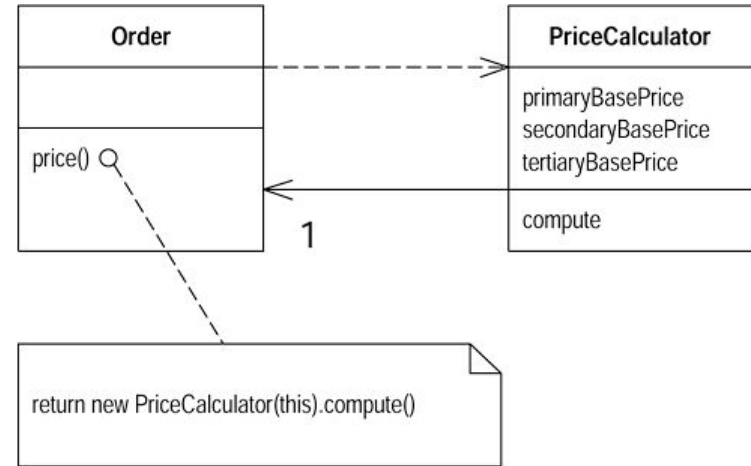 Order
price()
PriceCalculator
primaryBasePrice
secondaryBasePrice
tertiaryBasePrice
compute
1
return new PriceCalculator(this).compute()